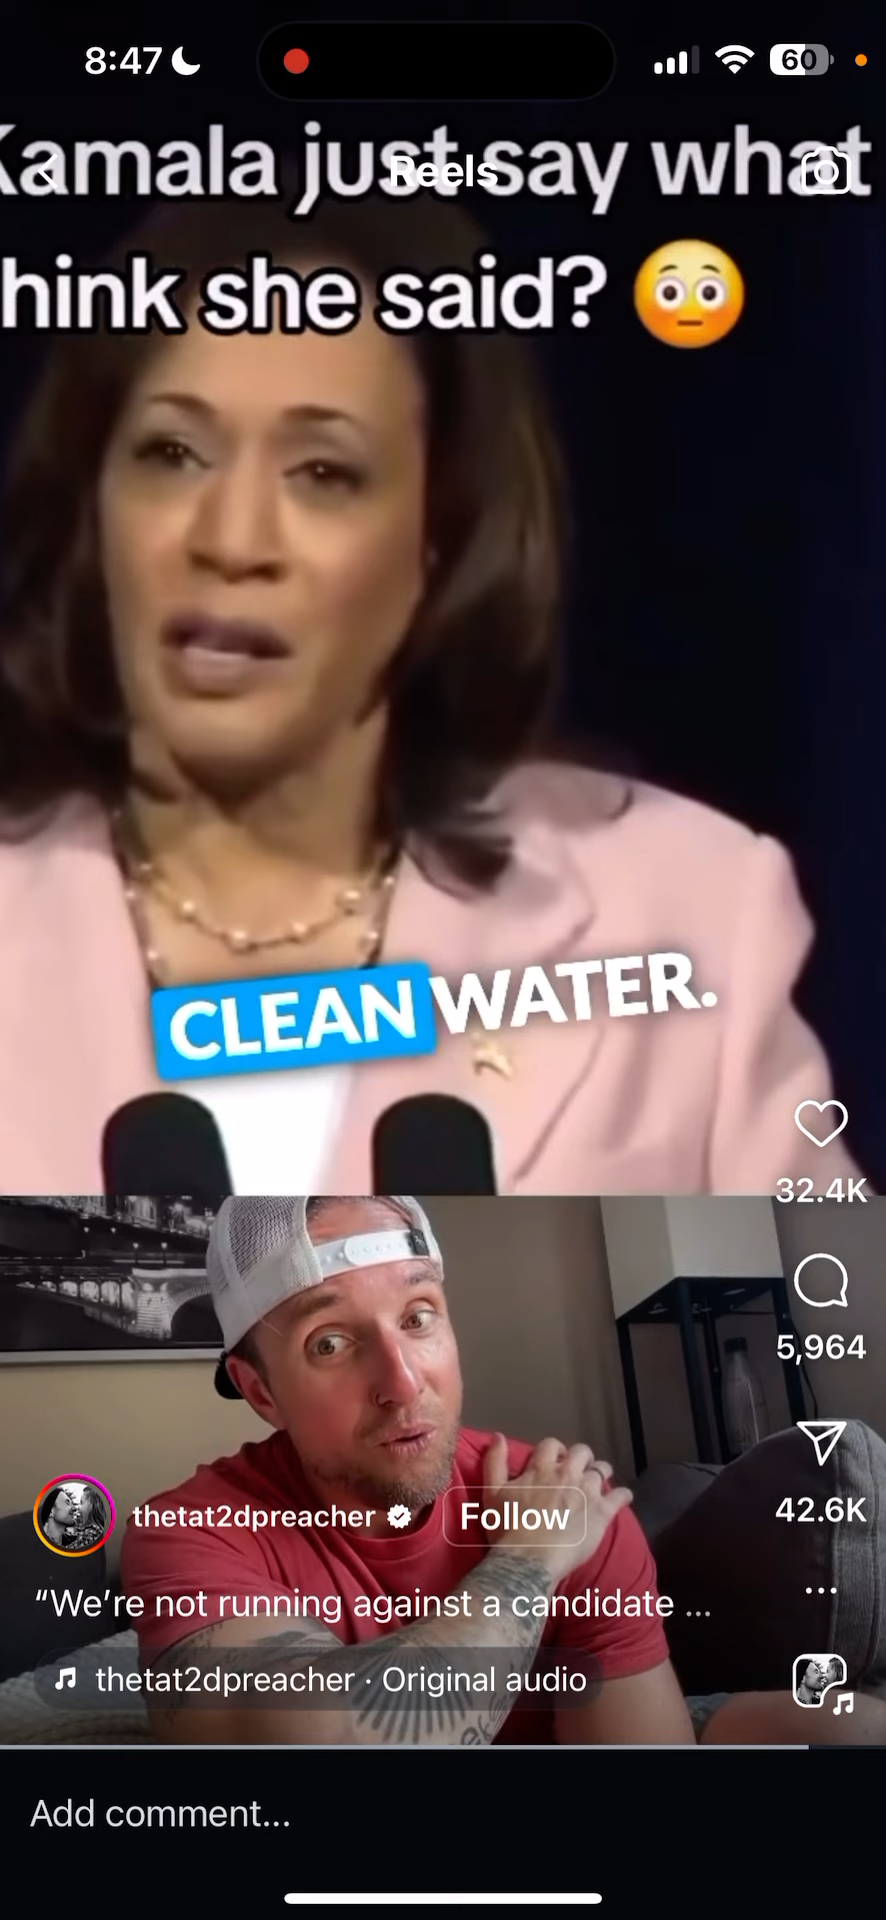 8:47
60
Kamala just say what
Reels
hink she said? 😳
CLEAN WATER.
32.4K
5,964
42.6K
thetat2dpreacher
Follow
“We’re not running against a candidate ...
thetat2dpreacher · Original audio
Add comment...